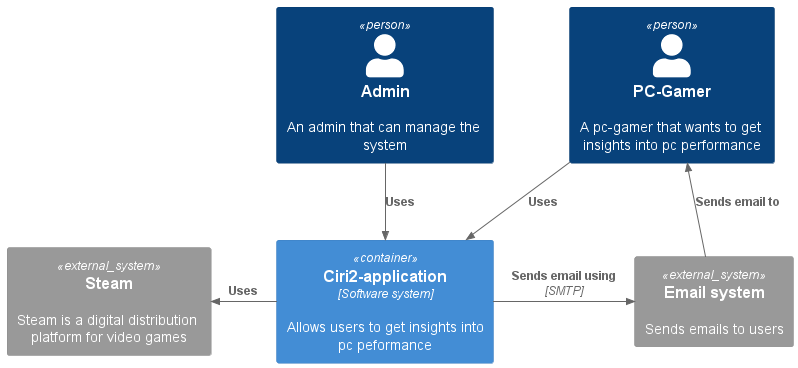 «person»
Admin
An admin that can manage the
system
«person»
PC-Gamer
A pc-gamer that wants to get
insights into pc performance
Uses
Uses
Sends email to
«external_system»
Steam
Steam is a digital distribution
platform for video games
Uses
«container»
Ciri2-application
[Software system]
Allows users to get insights into
pc peformance
Sends email using
[SMTP]
«external_system»
Email system
Sends emails to users